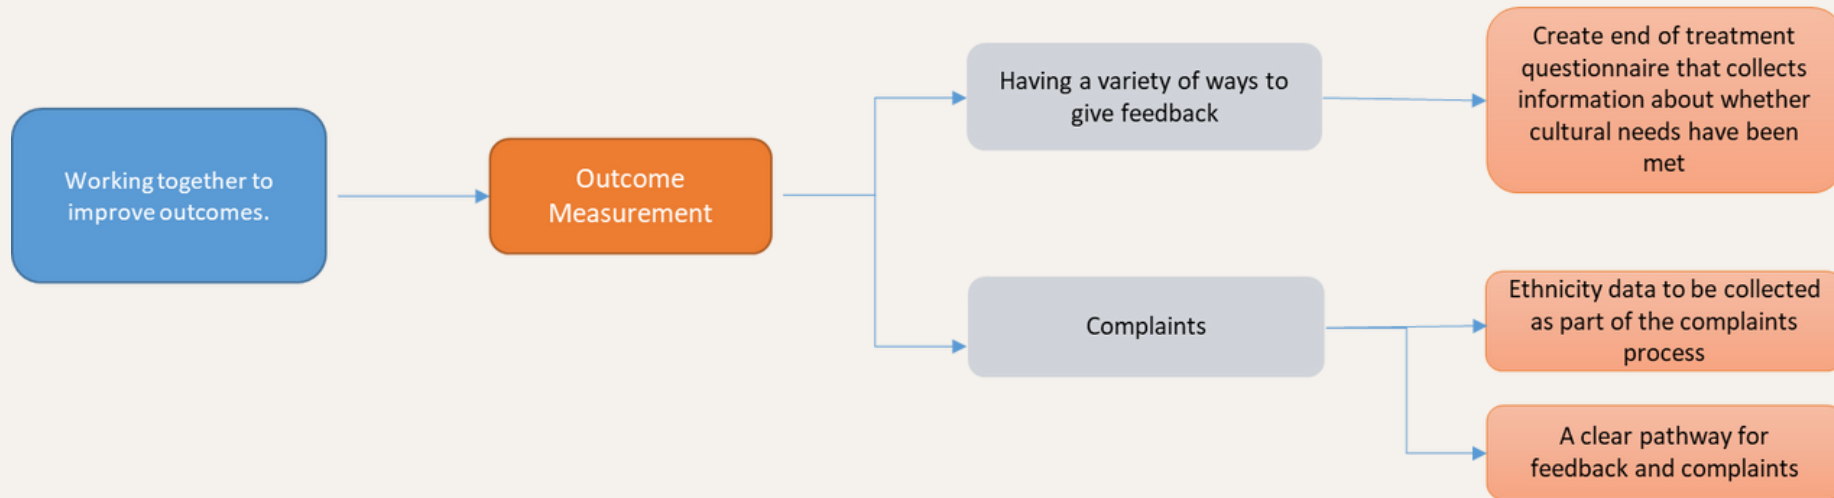 Working together to
improve outcomes.
Outcome
Measurement
Having a variety of ways to
give feedback
Create end of treatment
questionnaire that collects
information about whether
cultural needs have been
met
Complaints
Ethnicity data to be collected
as part of the complaints
process
A clear pathway for
feedback and complaints